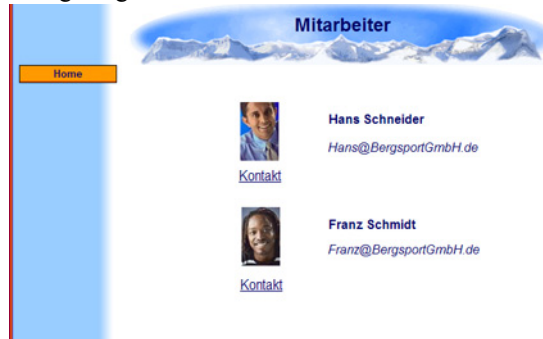 Mitarbeiter
Home
Hans Schneider
Hans@BergsportGmbH.de
Kontakt
Franz Schmidt
Franz@BergsportGmbH.de
Kontakt